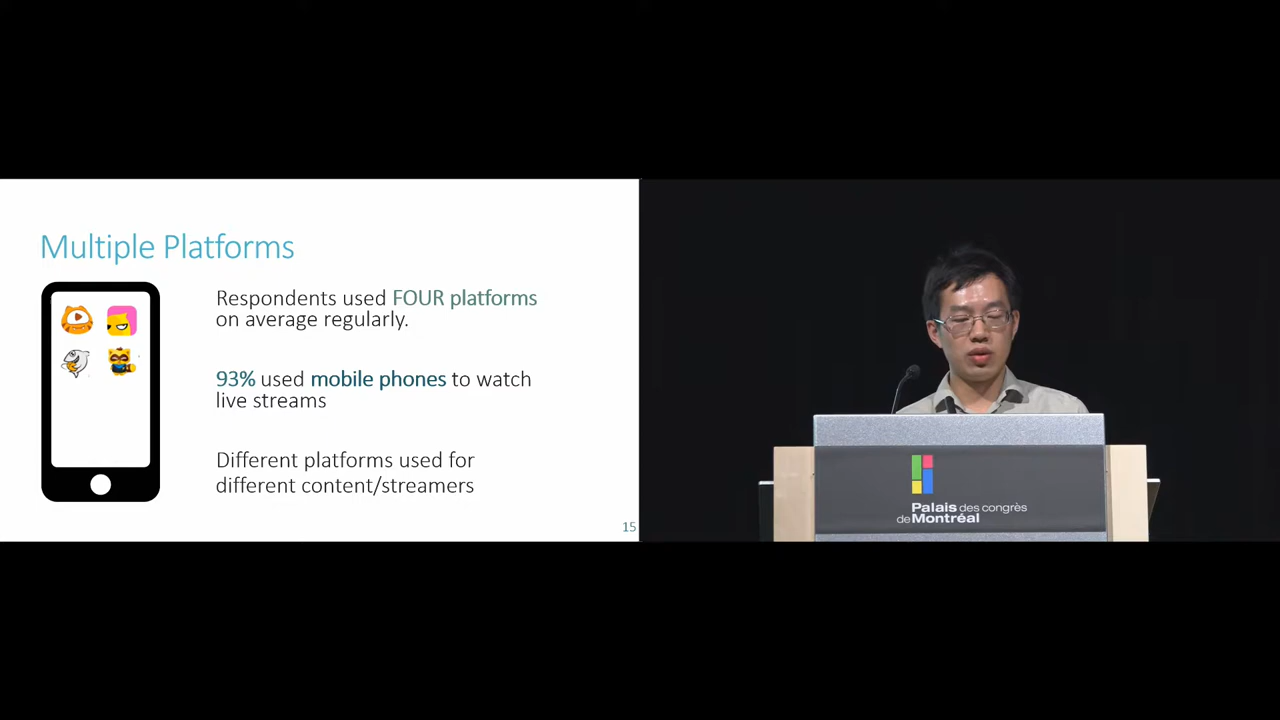 Multiple Platforms
Respondents used FOUR platforms
on average regularly.
93% used mobile phones to watch
live streams
Different platforms used for
different content/streamers
15
Palais des congrès
de Montréal